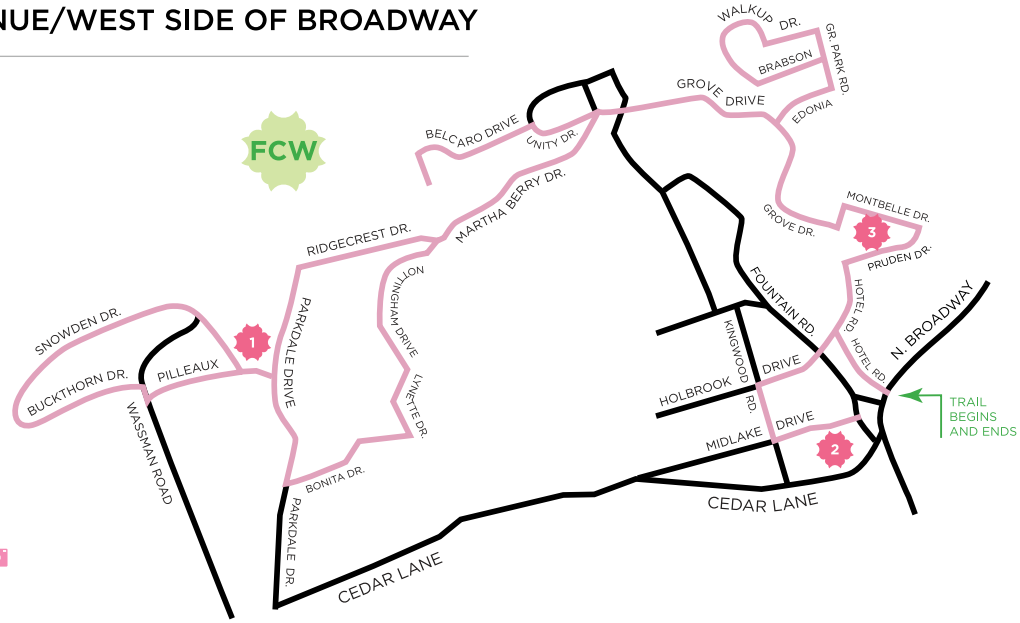 NUE/WEST SIDE OF BROADWAY
WALKUP DR.
GR. PARK RD.
BRABSON
EDONIA
GROVE DRIVE
FCW
BELCARO DRIVE
UNITY DR.
MARTHA BERRY DR.
MONTBELLE DR.
GROVE DR.
3
PRUDEN DR.
RIDGECREST DR.
NOTTINGHAM DRIVE
FOUNTAIN RD.
HOTEL RD.
N. BROADWAY
SNOWDEN DR.
PARKDALE DRIVE
1
PILLEAUX
BUCKTHORN DR.
KINGWOOD RD.
HOLBROOK DRIVE
HOTEL RD.
LYNETTE DR.
TRAIL
BEGINS
AND ENDS
WASSMAN ROAD
MIDLAKE DRIVE
2
BONITA DR.
PARKDALE DR.
CEDAR LANE
CEDAR LANE